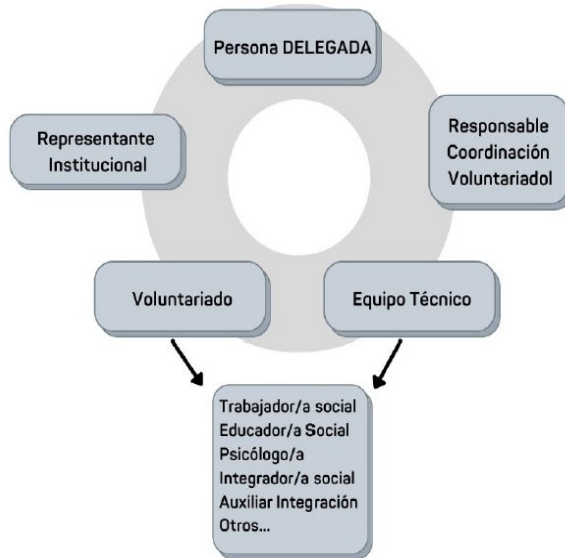 Persona DELEGADA
Representante
Institucional
Responsable
Coordinación
Voluntariadol
Voluntariado
Equipo Técnico
Trabajador/a social
Educador/a Social
Psicólogo/a
Integrador/a social
Auxiliar Integración
Otros...